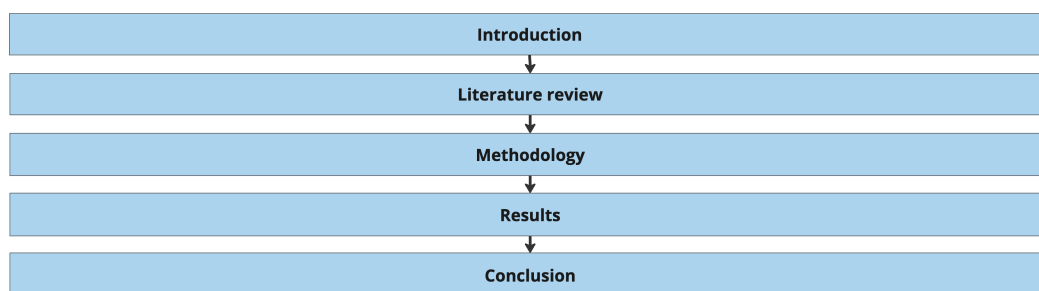 Introduction
Literature review
Methodology
Results
Conclusion